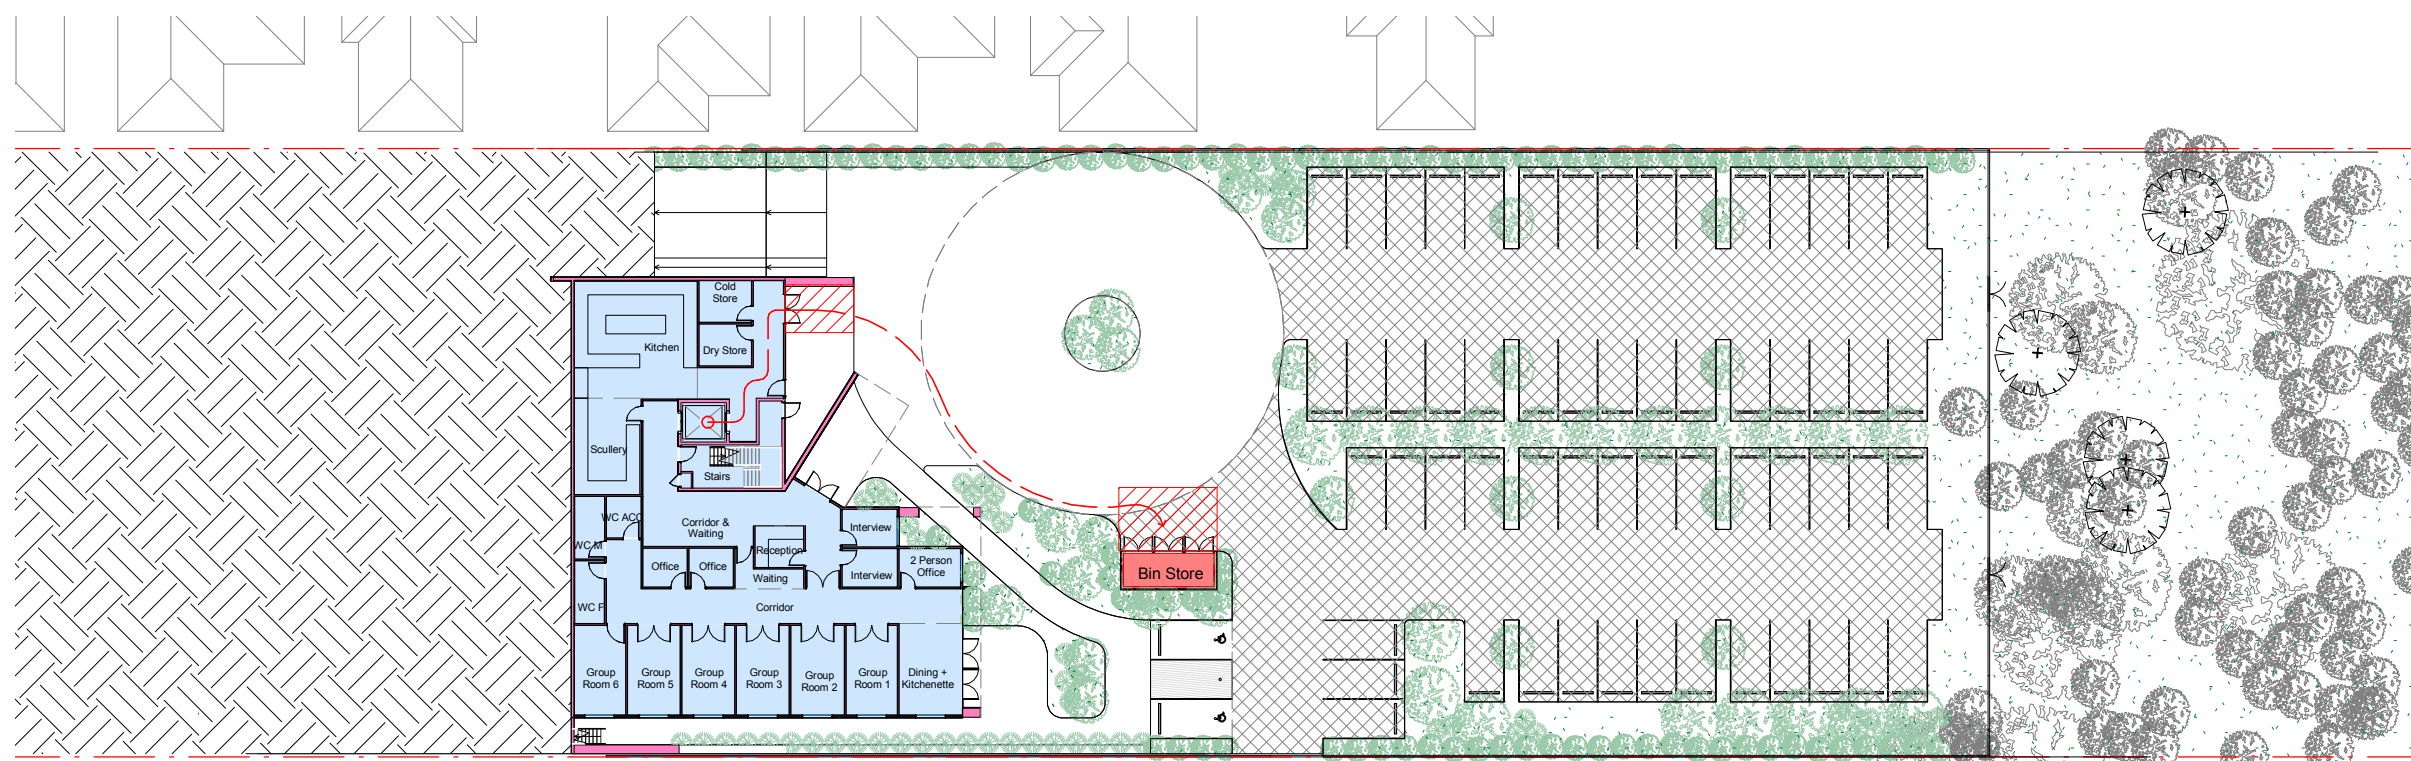 Cold
Store
Kitchen
Dry Store
Scullery
Stairs
WC ACC
Corridor &
Waiting
Interview
WC M
Reception
Office
Office
Waiting
Interview
2 Person
Office
Bin Store
WC F
Corridor
Group
Room 6
Group
Room 5
Group
Room 4
Group
Room 3
Group
Room 2
Group
Room 1
Dining +
Kitchenette